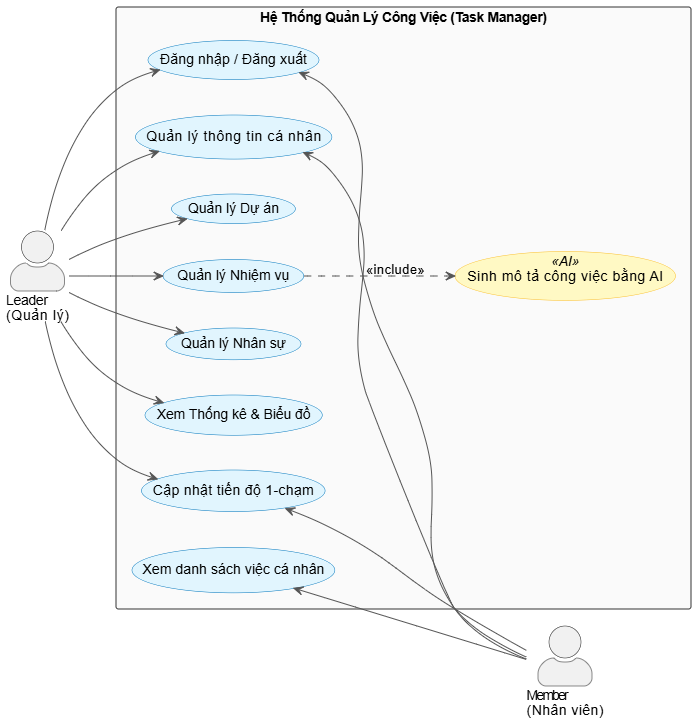 Hệ Thống Quản Lý Công Việc (Task Manager)
Đăng nhập / Đăng xuất
Quản lý thông tin cá nhân
Quản lý Dự án
Quản lý Nhiệm vụ
«include»
«AI»
Sinh mô tả công việc bằng AI
Leader
(Quản lý)
Quản lý Nhân sự
Xem Thống kê & Biểu đồ
Cập nhật tiến độ 1-chạm
Xem danh sách việc cá nhân
Member
(Nhân viên)